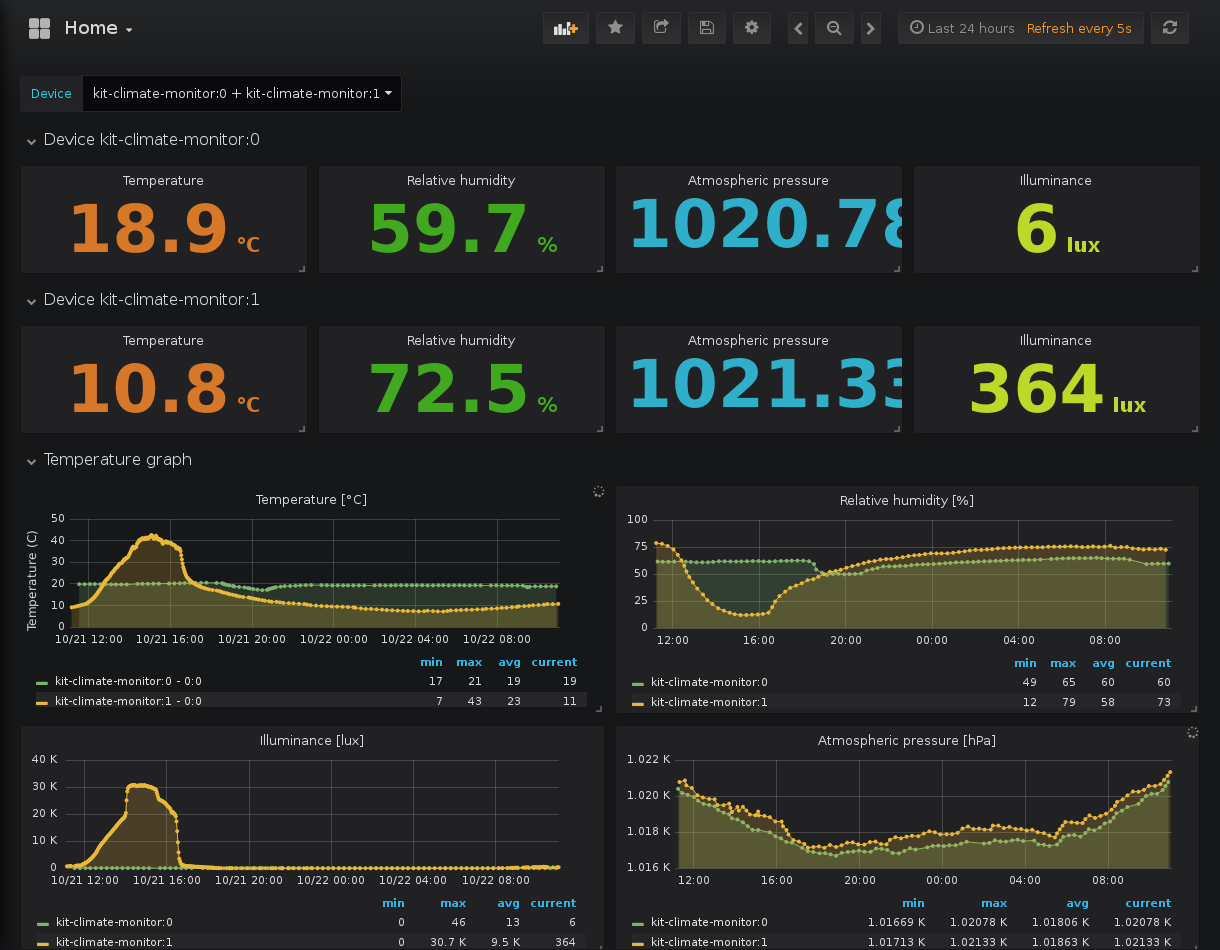 Home
Last 24 hours Refresh every 5s
Device kit-climate-monitor:0 + kit-climate-monitor:1
Device kit-climate-monitor:0
Temperature Relative humidity Atmospheric pressure Illuminance
18.9 °C 59.7 % 1020.78 6 lux
Device kit-climate-monitor:1
Temperature Relative humidity Atmospheric pressure Illuminance
10.8 °C 72.5 % 1021.33 364 lux
Temperature graph
Temperature [°C]
Temperature (C)
50
40
30
20
10
0
10/21 12:00 10/21 16:00 10/21 20:00 10/22 00:00 10/22 04:00 10/22 08:00
min max avg current
kit-climate-monitor:0 - 0:0 17 21 19 19
kit-climate-monitor:1 - 0:0 7 43 23 11
Relative humidity [%]
100
75
50
25
0
12:00 16:00 20:00 00:00 04:00 08:00
min max avg current
kit-climate-monitor:0 49 65 60 60
kit-climate-monitor:1 12 79 58 73
Illuminance [lux]
40 K
30 K
20 K
10 K
0
10/21 12:00 10/21 16:00 10/21 20:00 10/22 00:00 10/22 04:00 10/22 08:00
min max avg current
kit-climate-monitor:0 0 46 13 6
kit-climate-monitor:1 0 30.7 K 9.5 K 364
Atmospheric pressure [hPa]
1.022 K
1.020 K
1.018 K
1.016 K
12:00 16:00 20:00 00:00 04:00 08:00
min max avg current
kit-climate-monitor:0 1.01669 K 1.02078 K 1.01806 K 1.02078 K
kit-climate-monitor:1 1.01713 K 1.02133 K 1.01863 K 1.02133 K